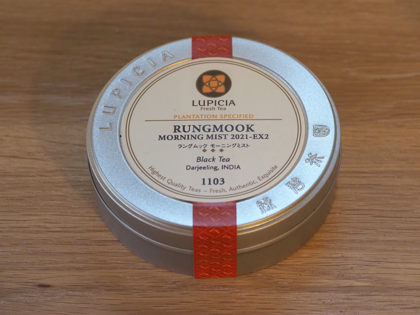 LUPICIA
LUPICIA
Fresh Tea
PLANTATION SPECIFIED
RUNGMOOK
MORNING MIST 2021-EX2
ラングムック モーニングミスト
Black Tea
Darjeeling, INDIA
1103
Highest Quality Teas – Fresh, Authentic, Exquisite